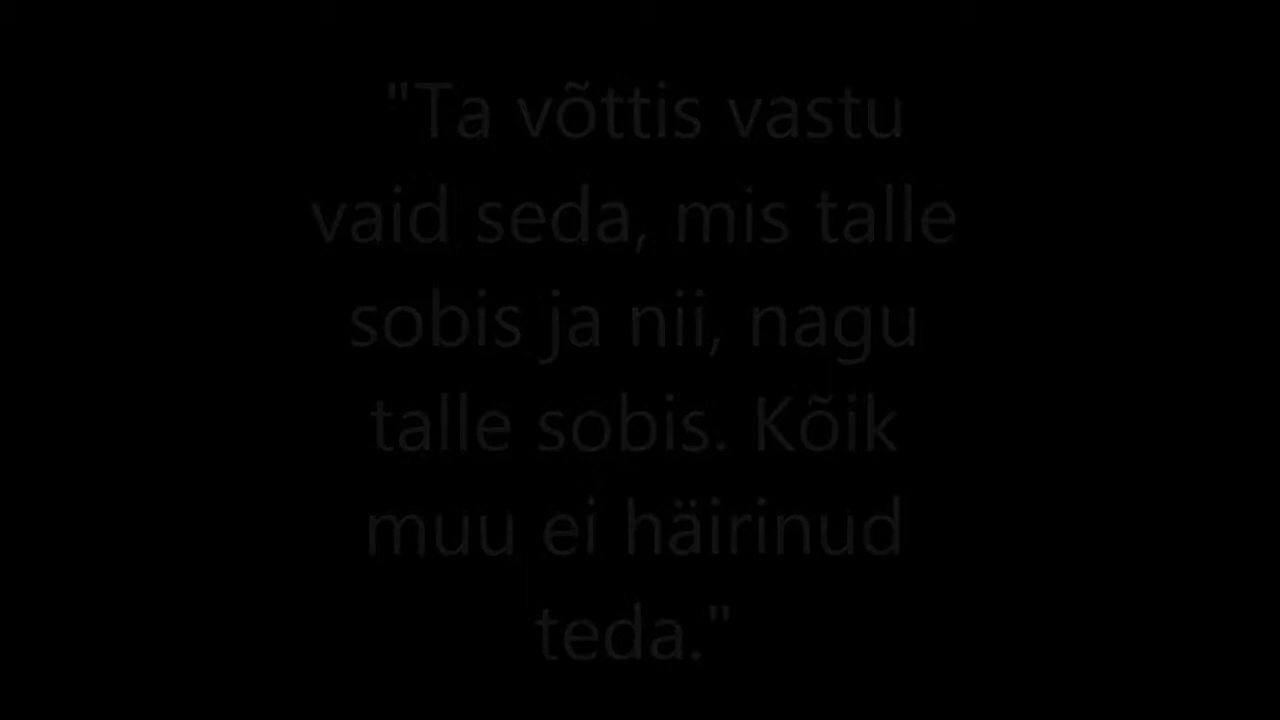 "Ta võttis vastu
vaid seda, mis talle
sobis ja nii, nagu
talle sobis. Kõik
muu ei häirinud
teda."